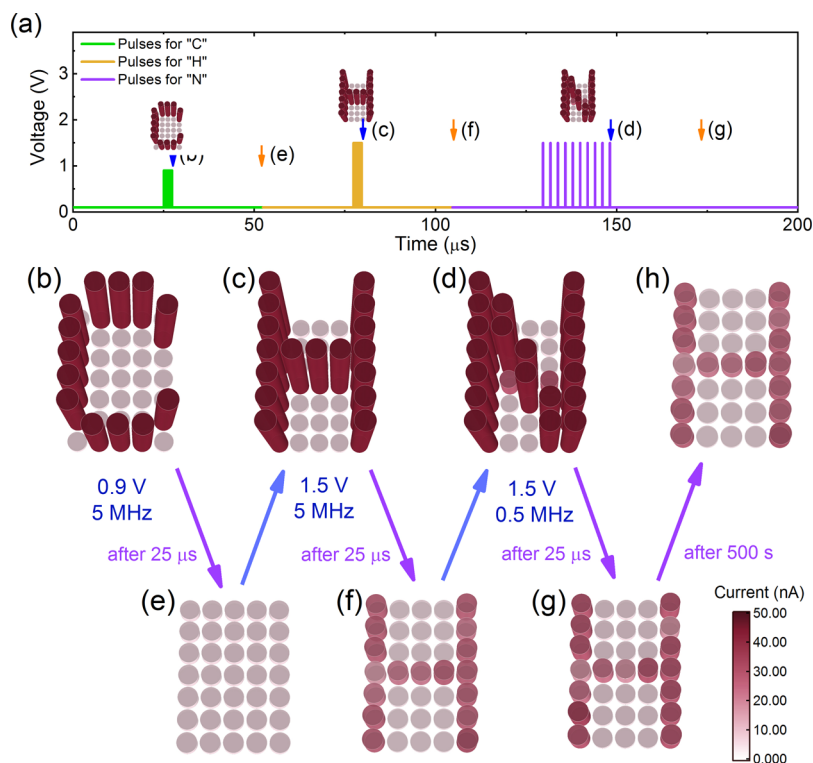 (a)
Pulses for "C"
Pulses for "H"
Pulses for "N"
Voltage (V)
3
2
1
0
(b)
(e)
(c)
(f)
(d)
(g)
0
50
100
150
200
Time (μs)
(b)
(c)
(d)
(h)
0.9 V
5 MHz
1.5 V
5 MHz
1.5 V
0.5 MHz
after 25 μs
after 25 μs
after 25 μs
after 500 s
(e)
(f)
(g)
Current (nA)
50.00
40.00
30.00
20.00
10.00
0.000